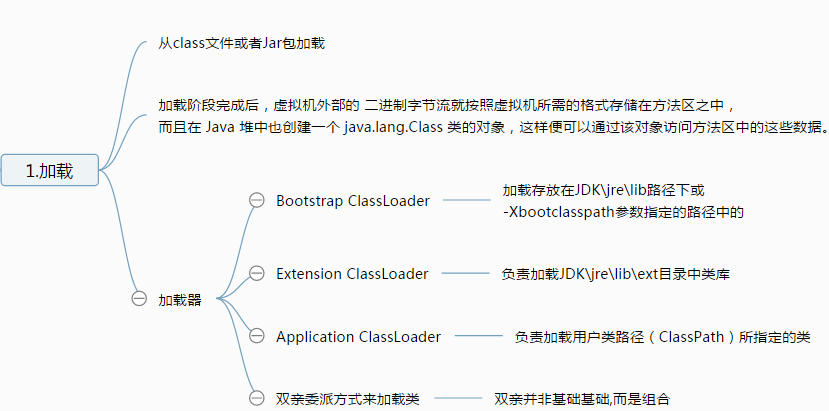 从class文件或者Jar包加载
加载阶段完成后，虚拟机外部的 二进制字节流就按照虚拟机所需的格式存储在方法区之中，
而且在 Java 堆中也创建一个 java.lang.Class 类的对象，这样便可以通过该对象访问方法区中的这些数据。
1.加载
加载器
Bootstrap ClassLoader
加载存放在JDK\jre\lib路径下或
-Xbootclasspath参数指定的路径中的
Extension ClassLoader
负责加载JDK\jre\lib\ext目录中类库
Application ClassLoader
负责加载用户类路径（ClassPath）所指定的类
双亲委派方式来加载类
双亲并非基础基础,而是组合